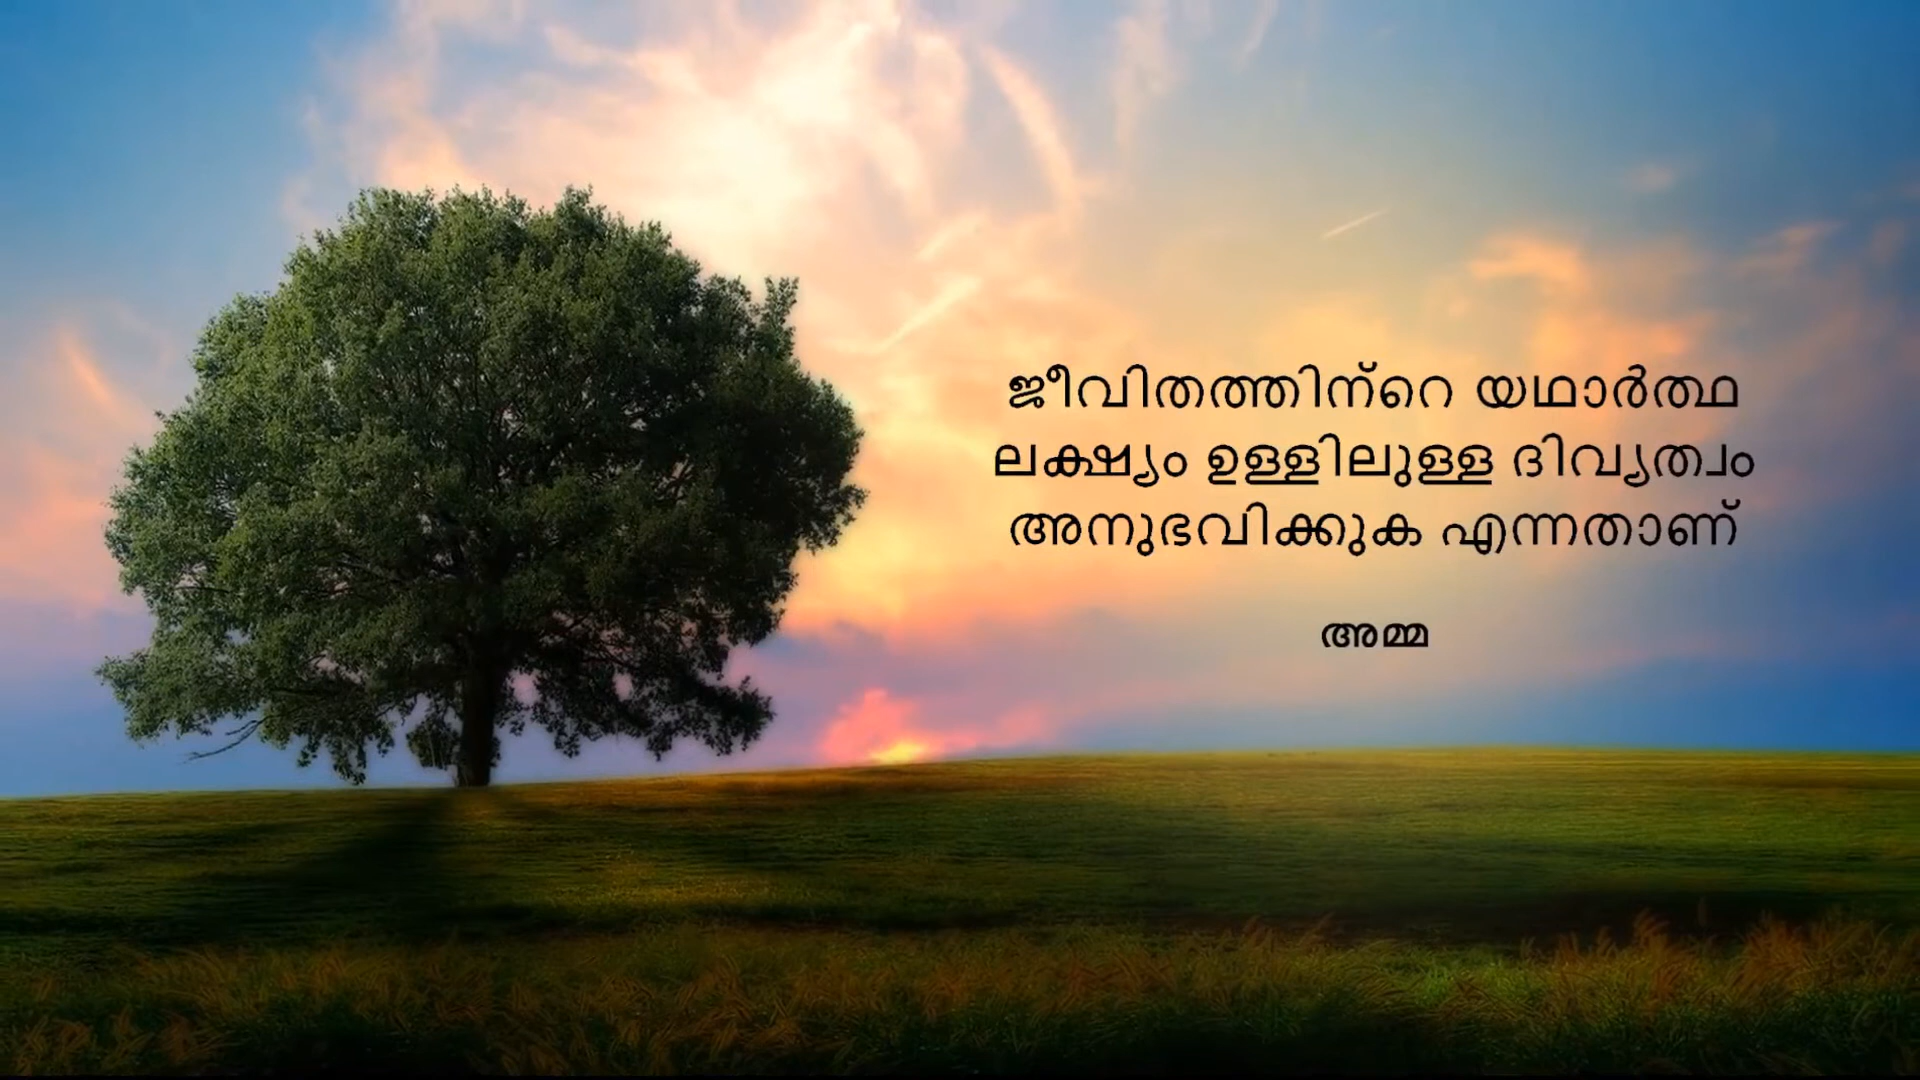 ജീവിതത്തിന്റെ യഥാർത്ഥ
ലക്ഷ്യം ഉള്ളിലുള്ള ദിവ്യത്വം
അനുഭവിക്കുക എന്നതാണ്
അമ്മ